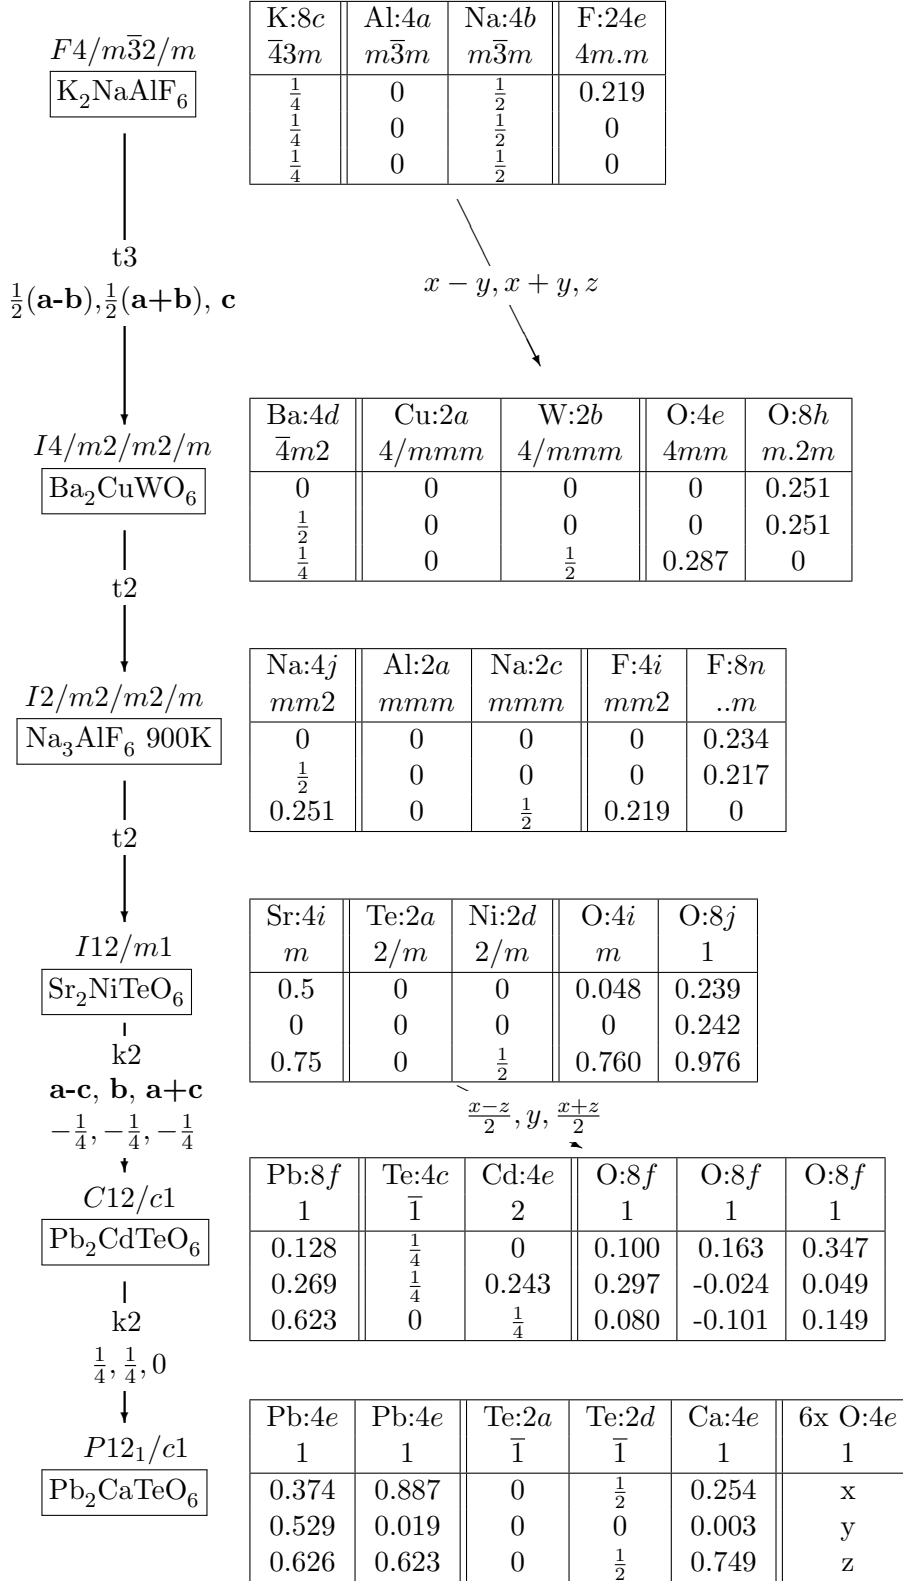 F4/m3̅2/m
K₂NaAlF₆
K:8c | Al:4a | Na:4b | F:24e
4̅3m | m3̅m | m3̅m | 4m.m
1/4 | 0 | 1/2 | 0.219
1/4 | 0 | 1/2 | 0
1/4 | 0 | 1/2 | 0
t3
½(a-b),½(a+b), c
x − y, x + y, z
I4/m2/m2/m
Ba₂CuWO₆
Ba:4d | Cu:2a | W:2b | O:4e | O:8h
4̅m2 | 4/mmm | 4/mmm | 4mm | m.2m
0 | 0 | 0 | 0 | 0.251
1/2 | 0 | 0 | 0 | 0.251
1/4 | 0 | 1/2 | 0.287 | 0
t2
I2/m2/m2/m
Na₃AlF₆ 900K
Na:4j | Al:2a | Na:2c | F:4i | F:8n
mm2 | mmm | mmm | mm2 | ..m
0 | 0 | 0 | 0 | 0.234
1/2 | 0 | 0 | 0 | 0.217
0.251 | 0 | 1/2 | 0.219 | 0
t2
I12/m1
Sr₂NiTeO₆
Sr:4i | Te:2a | Ni:2d | O:4i | O:8j
m | 2/m | 2/m | m | 1
0.5 | 0 | 0 | 0.048 | 0.239
0 | 0 | 0 | 0 | 0.242
0.75 | 0 | 1/2 | 0.760 | 0.976
k2
a-c, b, a+c
−1/4, −1/4, −1/4
(x−z)/2, y, (x+z)/2
C12/c1
Pb₂CdTeO₆
Pb:8f | Te:4c | Cd:4e | O:8f | O:8f | O:8f
1 | 1̅ | 2 | 1 | 1 | 1
0.128 | 1/4 | 0 | 0.100 | 0.163 | 0.347
0.269 | 1/4 | 0.243 | 0.297 | -0.024 | 0.049
0.623 | 0 | 1/4 | 0.080 | -0.101 | 0.149
k2
1/4, 1/4, 0
P12₁/c1
Pb₂CaTeO₆
Pb:4e | Pb:4e | Te:2a | Te:2d | Ca:4e | 6x O:4e
1 | 1 | 1̅ | 1̅ | 1 | 1
0.374 | 0.887 | 0 | 1/2 | 0.254 | x
0.529 | 0.019 | 0 | 0 | 0.003 | y
0.626 | 0.623 | 0 | 1/2 | 0.749 | z